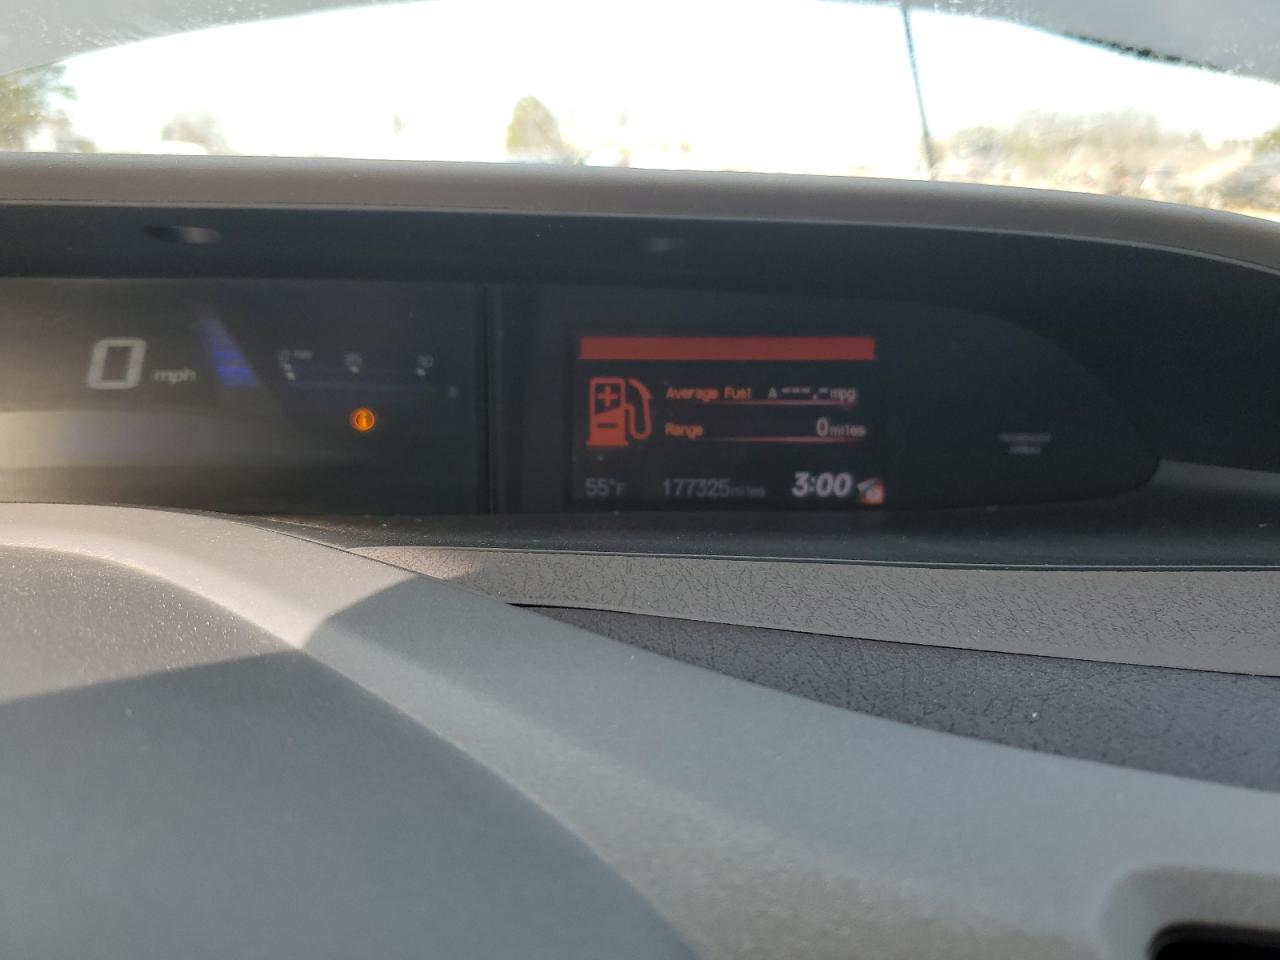 0 mph
Average Fuel A ---.- mpg
Range 0 miles
55°F 177325 miles 3:00